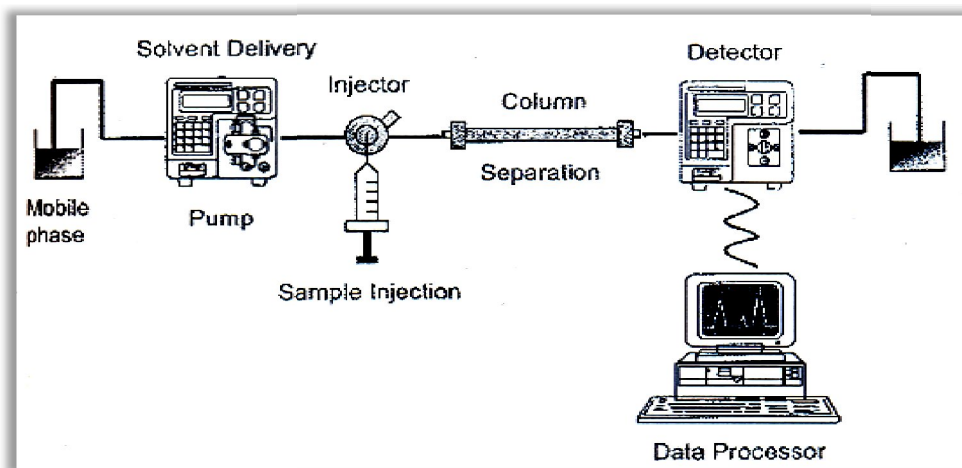 Solvent Delivery
Injector
Column
Detector
Mobile
phase
Pump
Separation
Sample Injection
Data Processor